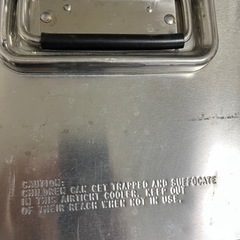 CAUTION:
CHILDREN CAN GET TRAPPED AND SUFFOCATE
IN THIS AIRTIGHT COOLER. KEEP OUT
OF THEIR REACH WHEN NOT IN USE.